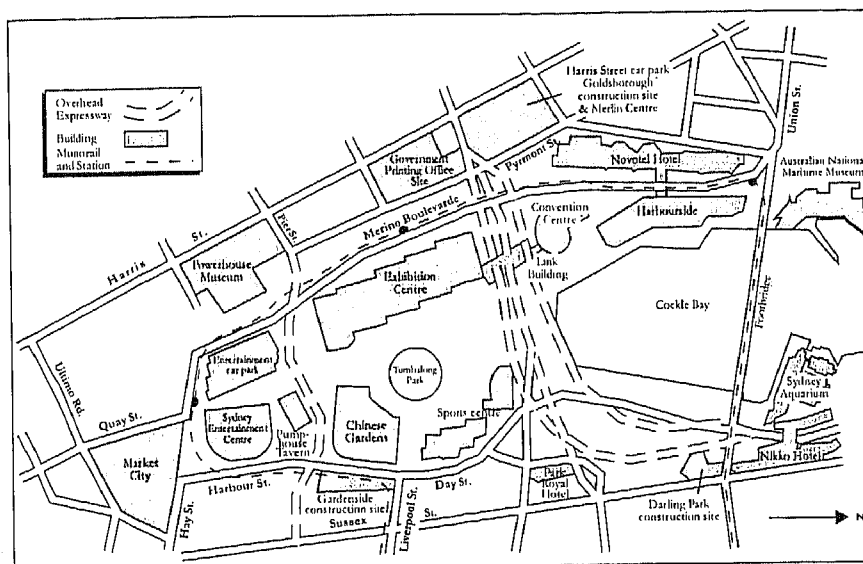 Overhead
Expressway
Building
Monorail
and Station
Harris Street car park
Goldsborough
construction site
& Merlin Centre
Union St.
Government
Printing Office
Site
Pyrmont St.
Novotel Hotel
Australian National
Maritime Museum
Pier St.
Merino Boulevarde
Convention
Centre
Harbourside
Harris St.
Powerhouse
Museum
Exhibition
Centre
Link
Building
Cockle Bay
Footbridge
Ultimo Rd.
Entertainment
car park
Tumbalong
Park
Sydney
Aquarium
Quay St.
Sydney
Entertainment
Centre
Pump-
house
Tavern
Chinese
Gardens
Sports centre
Market
City
Harbour St.
Day St.
Park
Royal
Hotel
Nikko Hotel
Hay St.
Gardenside
construction site
Sussex St.
Liverpool St.
Darling Park
construction site
N